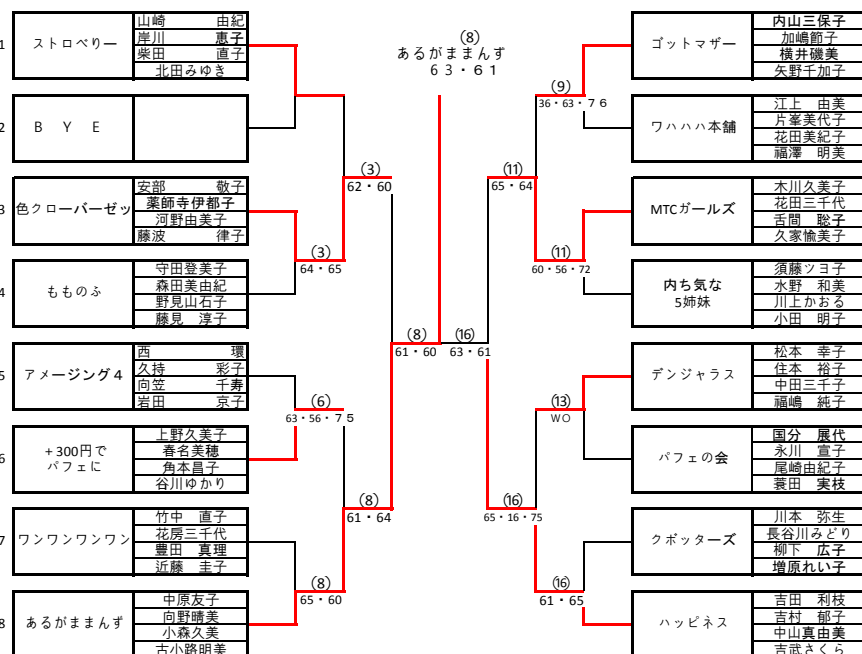 1
ストロベリー
山崎 由紀
岸川 恵子
柴田 直子
北田みゆき
2
B Y E
3
色クローバーゼッ
安部 敬子
薬師寺伊都子
河野由美子
藤波 律子
4
もものふ
守田登美子
森田美由紀
野見山石子
藤見 淳子
5
アメージング4
西 環
久持 彩子
向笠 千寿
岩田 京子
6
+300円で
パフェに
上野久美子
春名美穂
角本昌子
谷川ゆかり
7
ワンワンワンワン
竹中 直子
花房三千代
豊田 真理
近藤 圭子
8
あるがままんず
中原友子
向野晴美
小森久美
古小路明美
(3)
62・60
(3)
64・65
(6)
63・56・75
(8)
61・64
(8)
65・60
(8)
61・60
(8)
あるがままんず
63・61
(16)
63・61
(9)
36・63・76
(11)
65・64
(11)
60・56・72
(13)
WO
(16)
65・16・75
(16)
61・65
ゴットマザー
内山三保子
加嶋節子
横井磯美
矢野千加子
ワハハハ本舗
江上 由美
片峯美代子
花田美紀子
福澤 明美
MTCガールズ
木川久美子
花田三千代
舌間 聡子
久家愉美子
内ち気な
5姉妹
須藤ツヨ子
水野 和美
川上かおる
小田 明子
デンジャラス
松本 幸子
住本 裕子
中田三千子
福嶋 純子
パフェの会
国分 展代
永川 宣子
尾崎由紀子
蓑田 実枝
クボッターズ
川本 弥生
長谷川みどり
柳下 広子
増原れい子
ハッピネス
吉田 利枝
吉村 郁子
中山真由美
吉武さくら